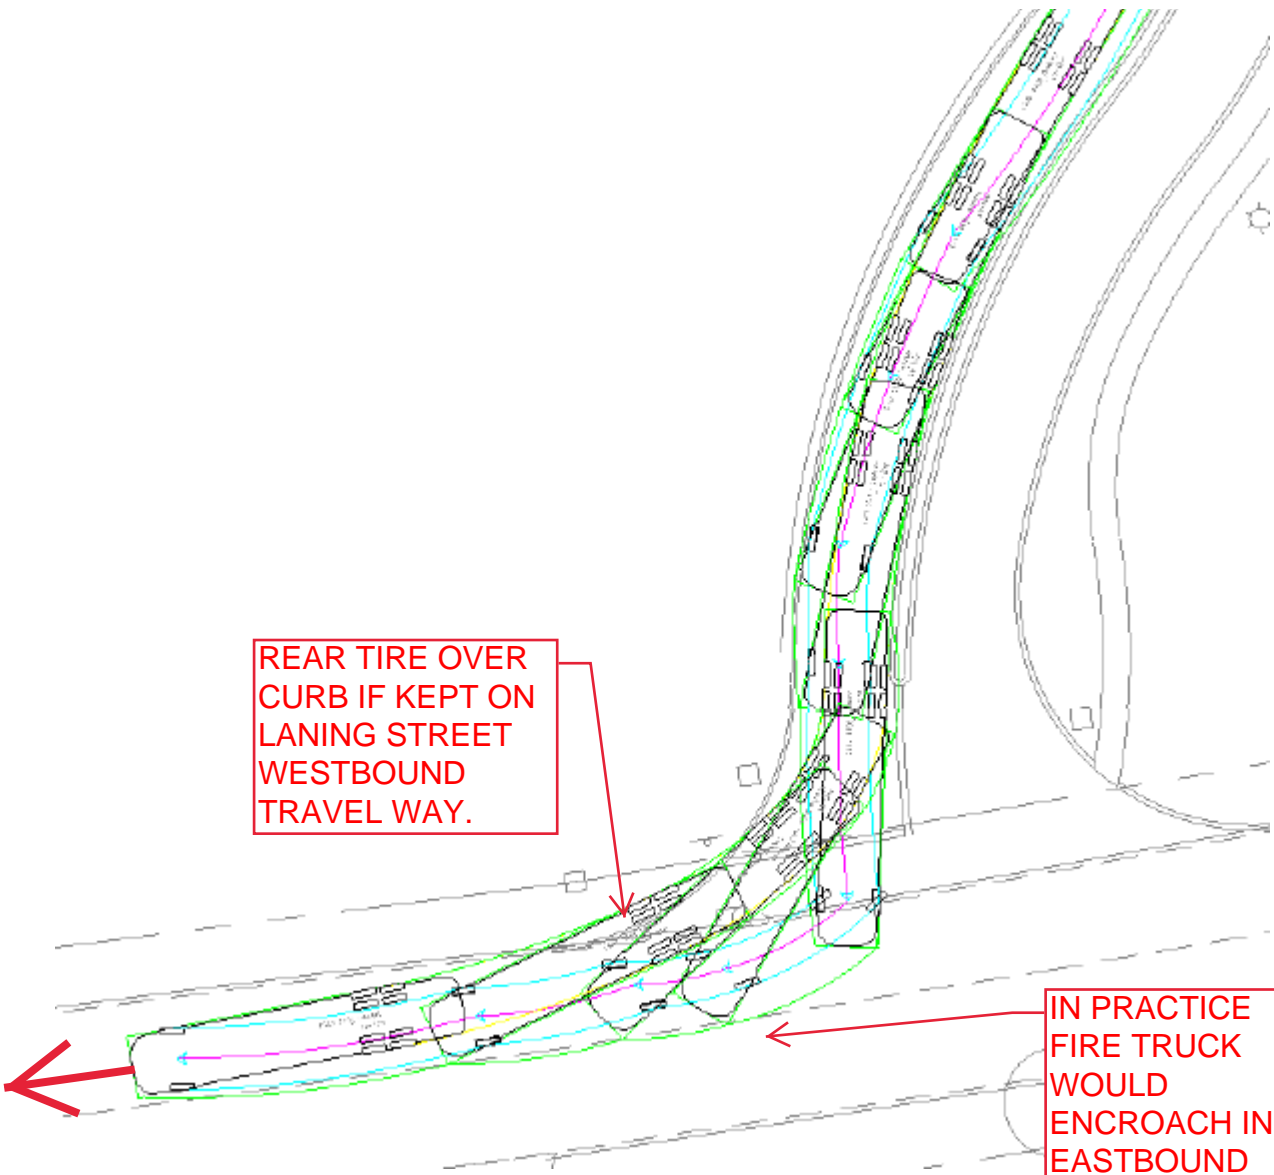 REAR TIRE OVER
CURB IF KEPT ON
LANING STREET
WESTBOUND
TRAVEL WAY.
IN PRACTICE
FIRE TRUCK
WOULD
ENCROACH IN
EASTBOUND